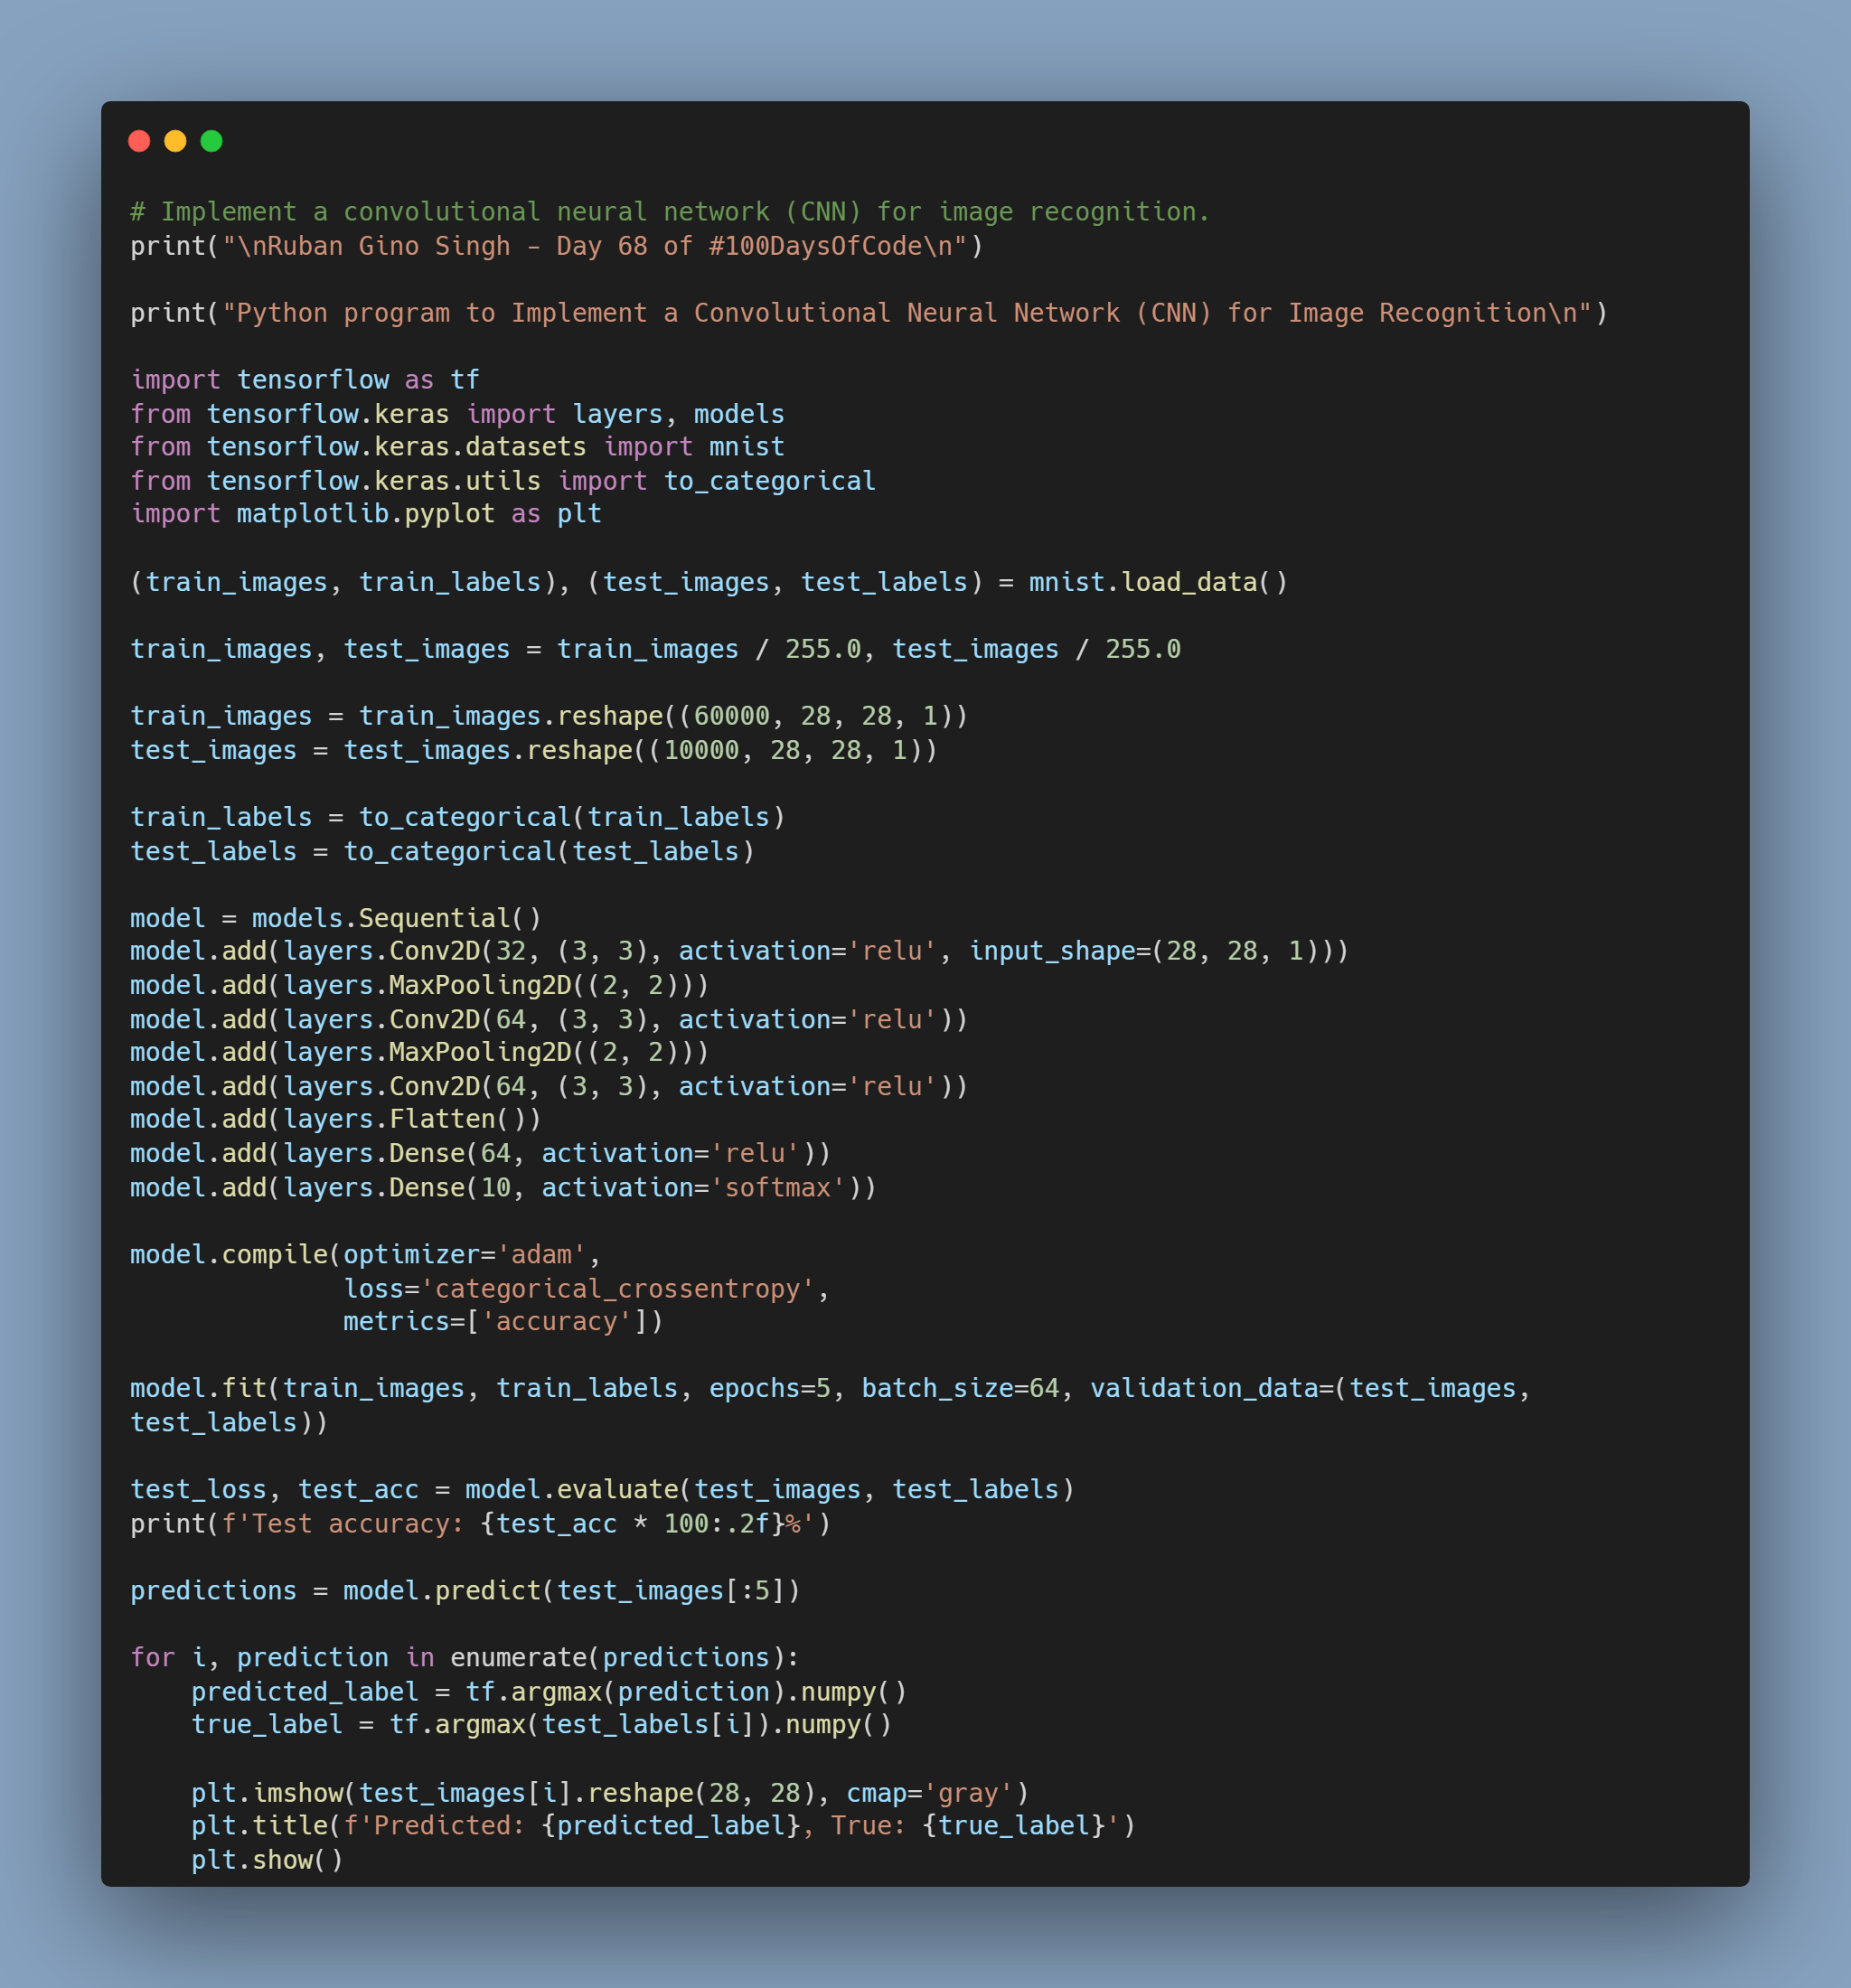 # Implement a convolutional neural network (CNN) for image recognition.
print("\nRuban Gino Singh - Day 68 of #100DaysOfCode\n")

print("Python program to Implement a Convolutional Neural Network (CNN) for Image Recognition\n")

import tensorflow as tf
from tensorflow.keras import layers, models
from tensorflow.keras.datasets import mnist
from tensorflow.keras.utils import to_categorical
import matplotlib.pyplot as plt

(train_images, train_labels), (test_images, test_labels) = mnist.load_data()

train_images, test_images = train_images / 255.0, test_images / 255.0

train_images = train_images.reshape((60000, 28, 28, 1))
test_images = test_images.reshape((10000, 28, 28, 1))

train_labels = to_categorical(train_labels)
test_labels = to_categorical(test_labels)

model = models.Sequential()
model.add(layers.Conv2D(32, (3, 3), activation='relu', input_shape=(28, 28, 1)))
model.add(layers.MaxPooling2D((2, 2)))
model.add(layers.Conv2D(64, (3, 3), activation='relu'))
model.add(layers.MaxPooling2D((2, 2)))
model.add(layers.Conv2D(64, (3, 3), activation='relu'))
model.add(layers.Flatten())
model.add(layers.Dense(64, activation='relu'))
model.add(layers.Dense(10, activation='softmax'))

model.compile(optimizer='adam',
              loss='categorical_crossentropy',
              metrics=['accuracy'])

model.fit(train_images, train_labels, epochs=5, batch_size=64, validation_data=(test_images,
test_labels))

test_loss, test_acc = model.evaluate(test_images, test_labels)
print(f'Test accuracy: {test_acc * 100:.2f}%')

predictions = model.predict(test_images[:5])

for i, prediction in enumerate(predictions):
    predicted_label = tf.argmax(prediction).numpy()
    true_label = tf.argmax(test_labels[i]).numpy()

    plt.imshow(test_images[i].reshape(28, 28), cmap='gray')
    plt.title(f'Predicted: {predicted_label}, True: {true_label}')
    plt.show()